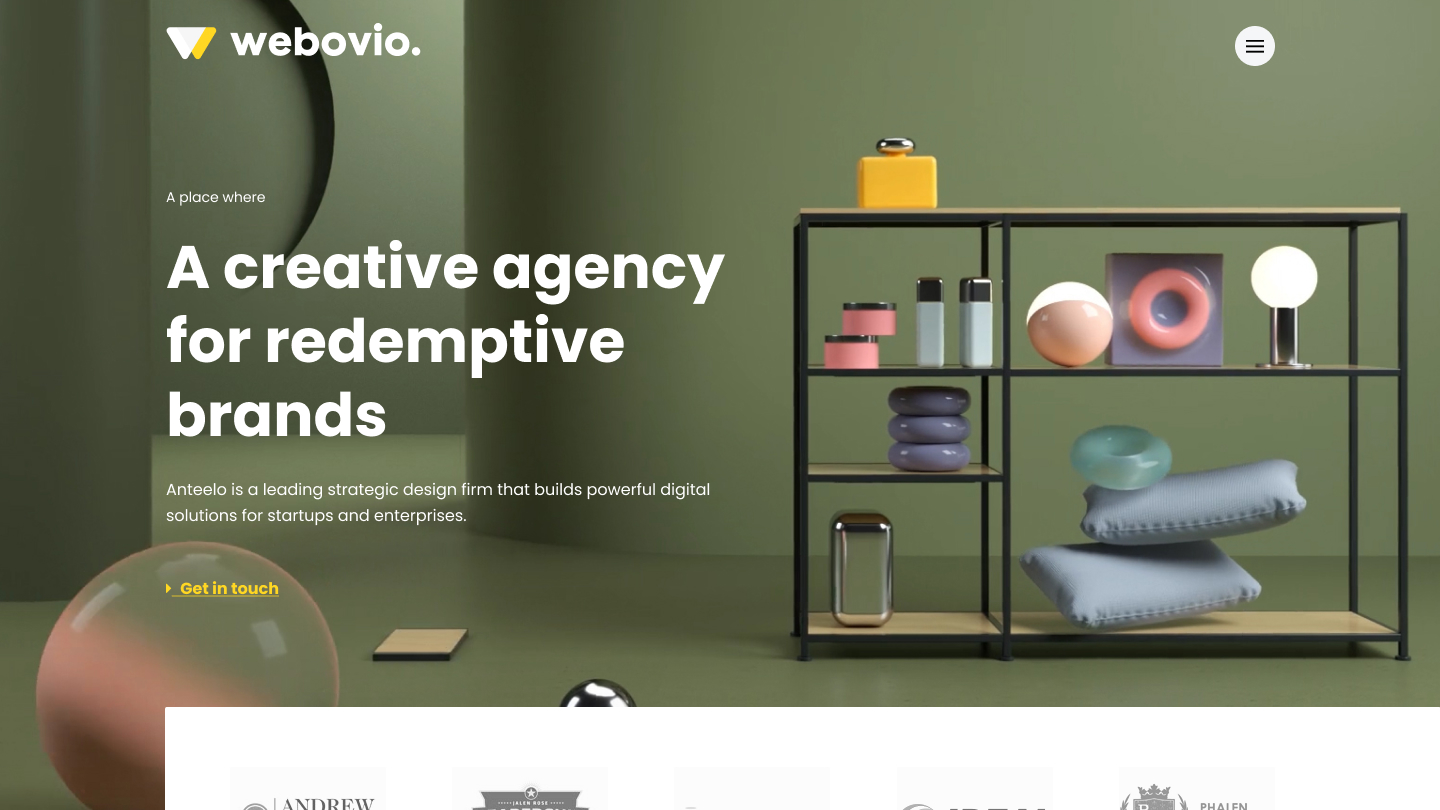 webovio.
A place where
A creative agency
for redemptive
brands
Anteelo is a leading strategic design firm that builds powerful digital
solutions for startups and enterprises.
Get in touch
ANDREW
JALEN ROSE
PHALEN